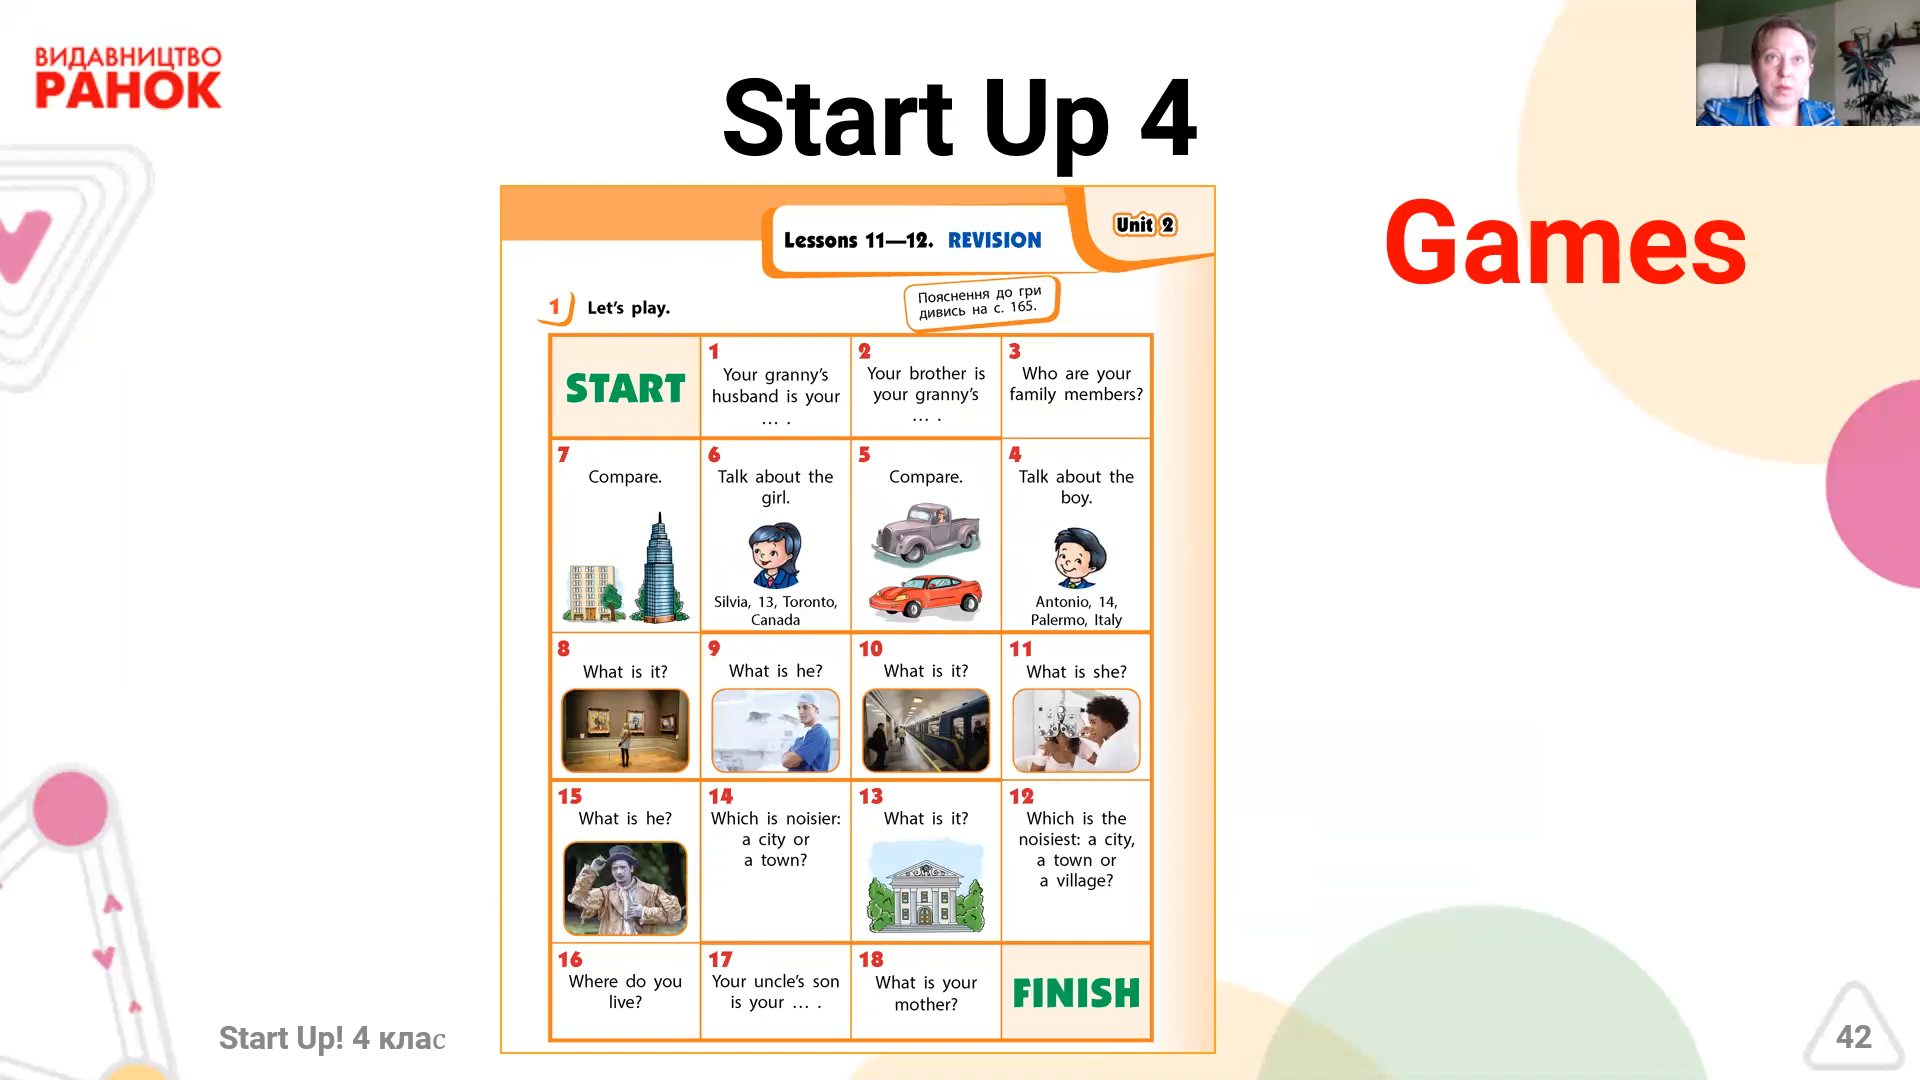 ВИДАВНИЦТВО
РАНОК
Start Up 4
Games
Unit 2
Lessons 11—12. REVISION
1 Let's play.
Пояснення до гри
дивись на с. 165.
START
1
Your granny's
husband is your
... .
2
Your brother is
your granny's
... .
3
Who are your
family members?
7
Compare.
6
Talk about the
girl.
Silvia, 13, Toronto,
Canada
5
Compare.
4
Talk about the
boy.
Antonio, 14,
Palermo, Italy
8
What is it?
9
What is he?
10
What is it?
11
What is she?
15
What is he?
14
Which is noisier:
a city or
a town?
13
What is it?
12
Which is the
noisiest: a city,
a town or
a village?
16
Where do you
live?
17
Your uncle's son
is your ... .
18
What is your
mother?
FINISH
Start Up! 4 клас
42